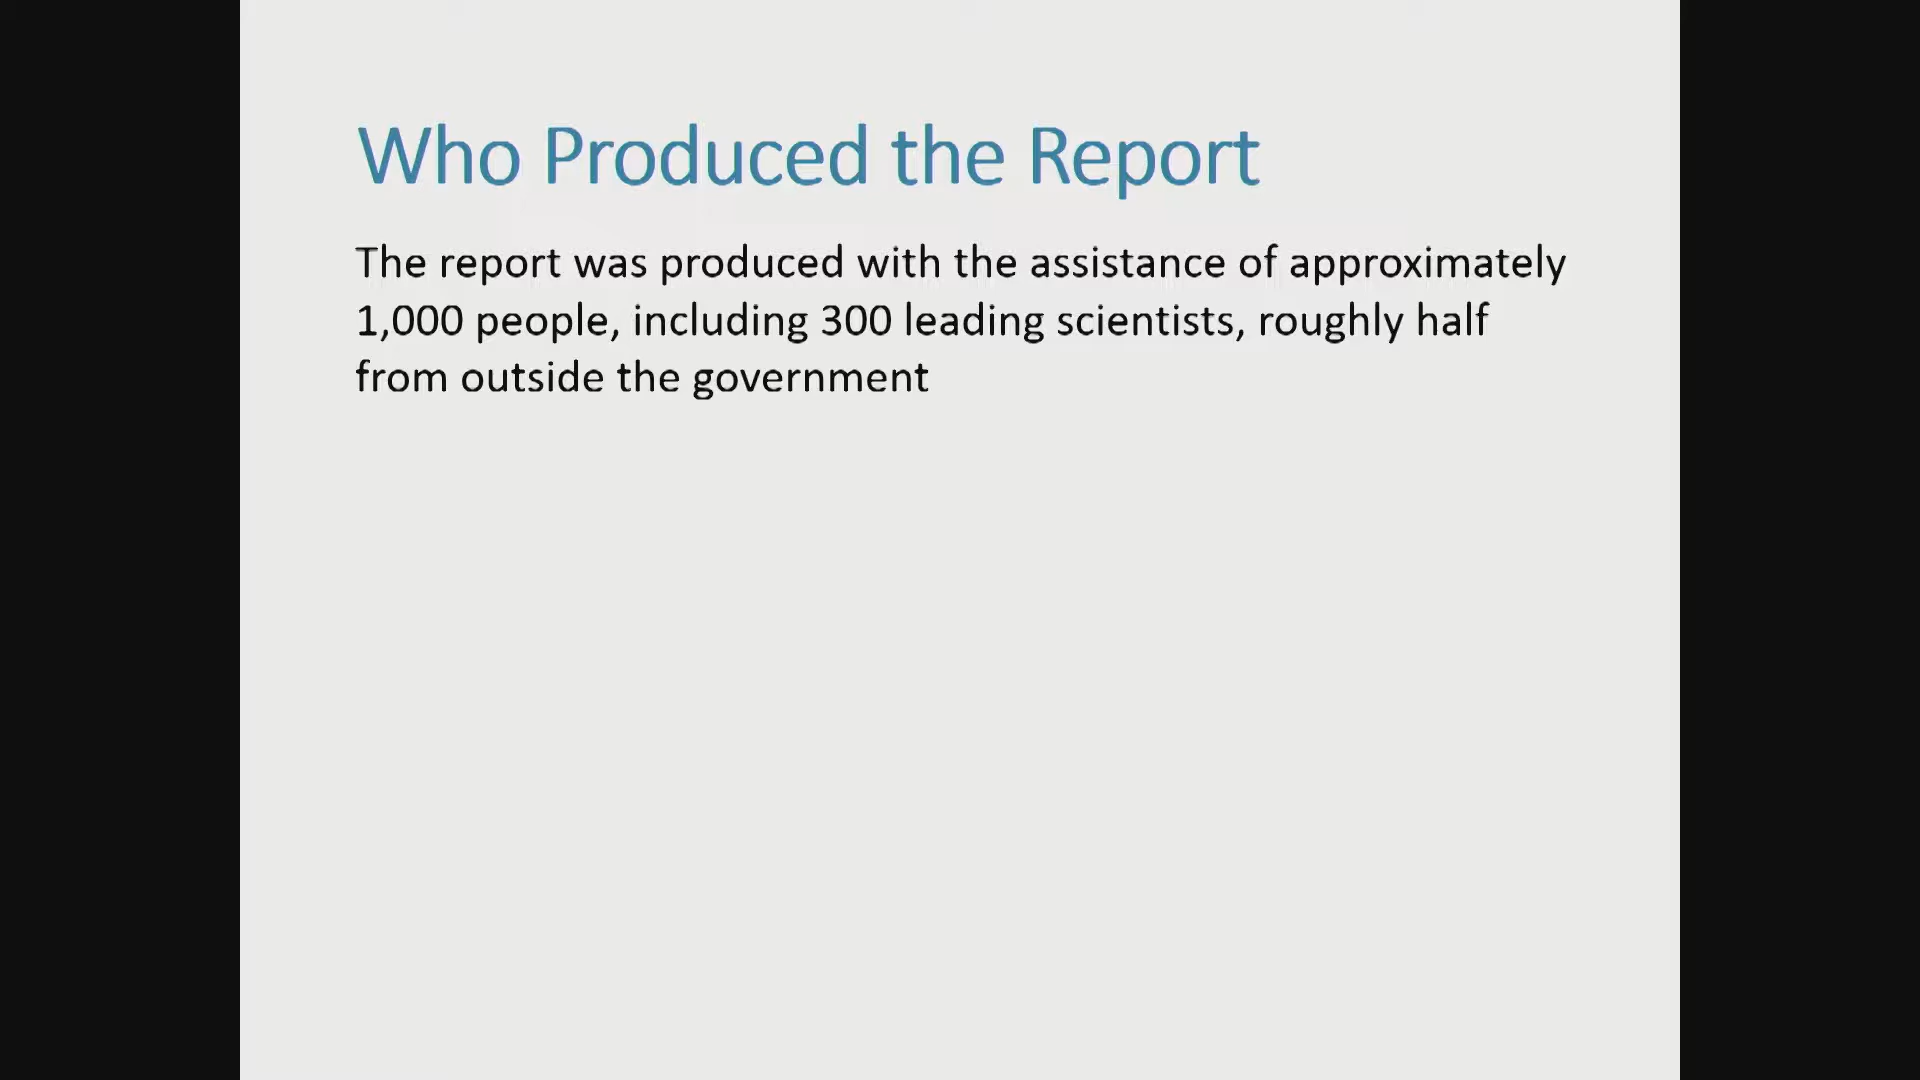 Who Produced the Report
The report was produced with the assistance of approximately
1,000 people, including 300 leading scientists, roughly half
from outside the government